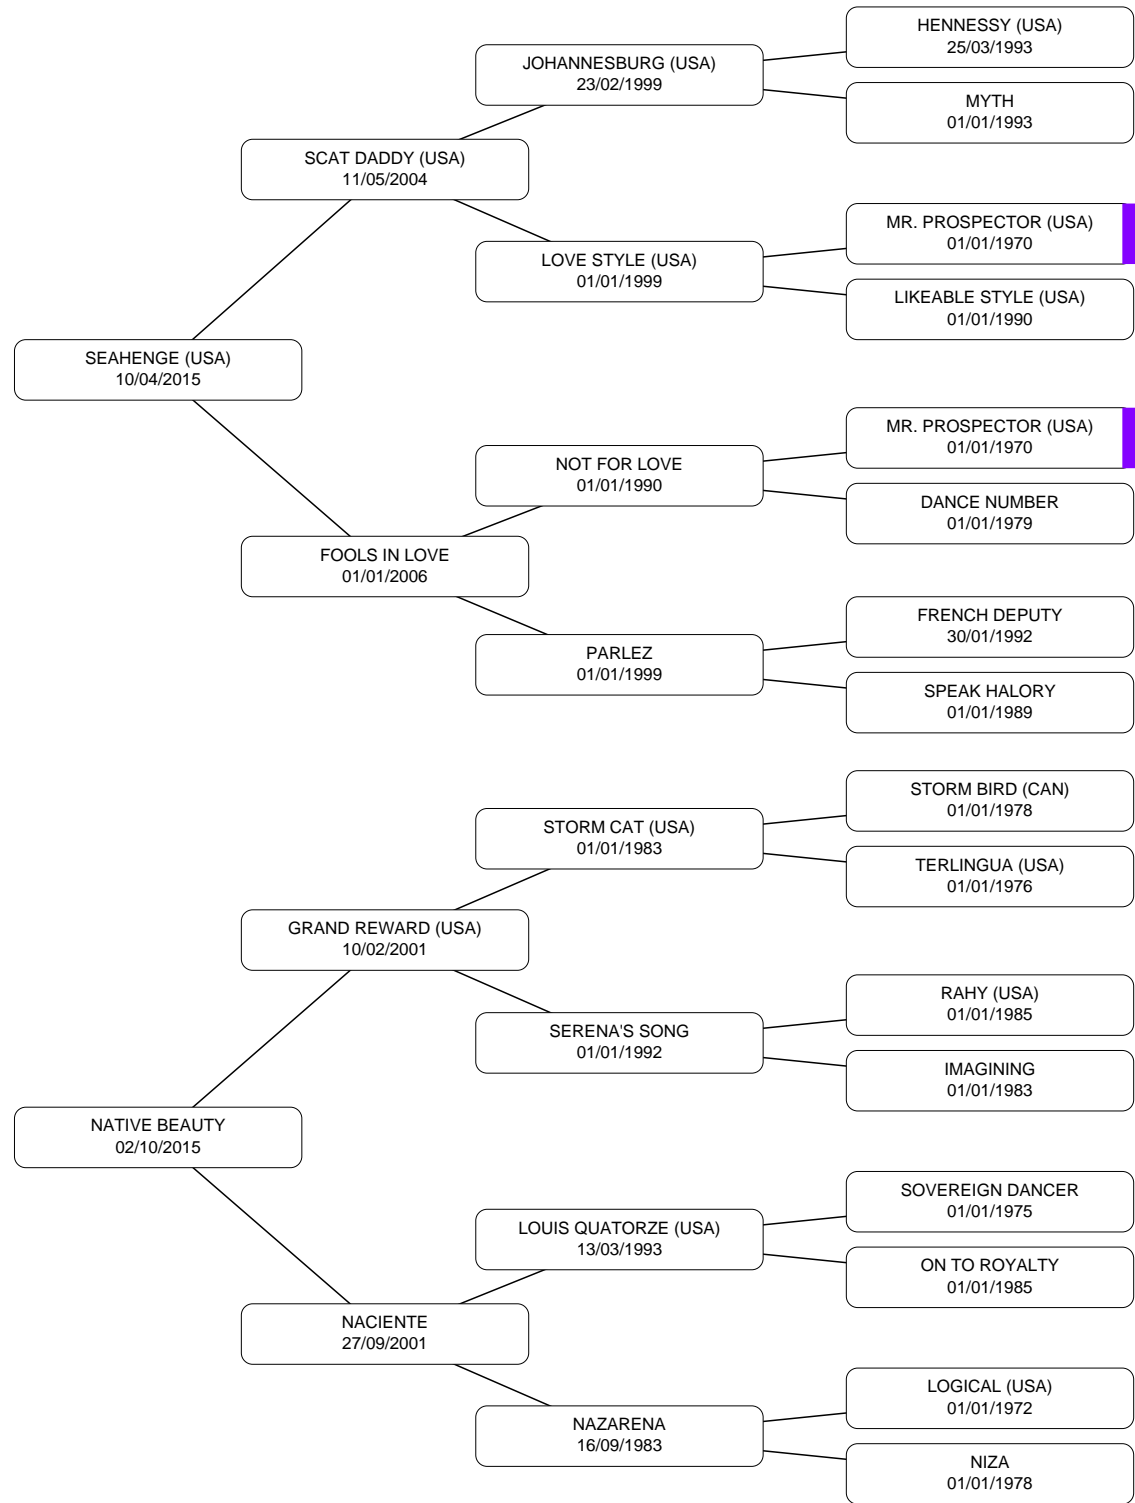 HENNESSY (USA)
25/03/1993
JOHANNESBURG (USA)
23/02/1999
MYTH
01/01/1993
SCAT DADDY (USA)
11/05/2004
MR. PROSPECTOR (USA)
01/01/1970
LOVE STYLE (USA)
01/01/1999
LIKEABLE STYLE (USA)
01/01/1990
SEAHENGE (USA)
10/04/2015
MR. PROSPECTOR (USA)
01/01/1970
NOT FOR LOVE
01/01/1990
DANCE NUMBER
01/01/1979
FOOLS IN LOVE
01/01/2006
FRENCH DEPUTY
30/01/1992
PARLEZ
01/01/1999
SPEAK HALORY
01/01/1989
STORM BIRD (CAN)
01/01/1978
STORM CAT (USA)
01/01/1983
TERLINGUA (USA)
01/01/1976
GRAND REWARD (USA)
10/02/2001
RAHY (USA)
01/01/1985
SERENA'S SONG
01/01/1992
IMAGINING
01/01/1983
NATIVE BEAUTY
02/10/2015
SOVEREIGN DANCER
01/01/1975
LOUIS QUATORZE (USA)
13/03/1993
ON TO ROYALTY
01/01/1985
NACIENTE
27/09/2001
LOGICAL (USA)
01/01/1972
NAZARENA
16/09/1983
NIZA
01/01/1978